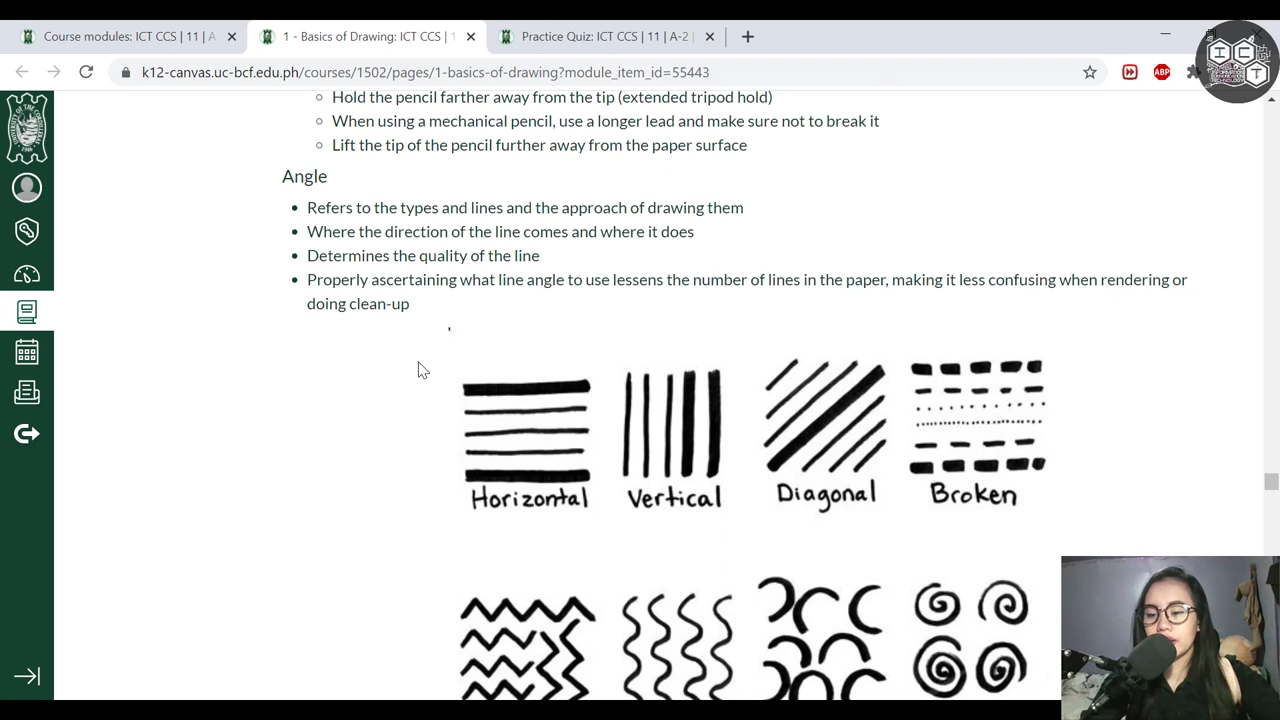 Course modules: ICT CCS | 11 | A
1 - Basics of Drawing: ICT CCS | 1
Practice Quiz: ICT CCS | 11 | A-2 |
k12-canvas.uc-bcf.edu.ph/courses/1502/pages/1-basics-of-drawing?module_item_id=55443
ABP
ICT
Hold the pencil farther away from the tip (extended tripod hold)
When using a mechanical pencil, use a longer lead and make sure not to break it
Lift the tip of the pencil further away from the paper surface
Angle
Refers to the types and lines and the approach of drawing them
Where the direction of the line comes and where it does
Determines the quality of the line
Properly ascertaining what line angle to use lessens the number of lines in the paper, making it less confusing when rendering or
doing clean-up
Horizontal Vertical Diagonal Broken